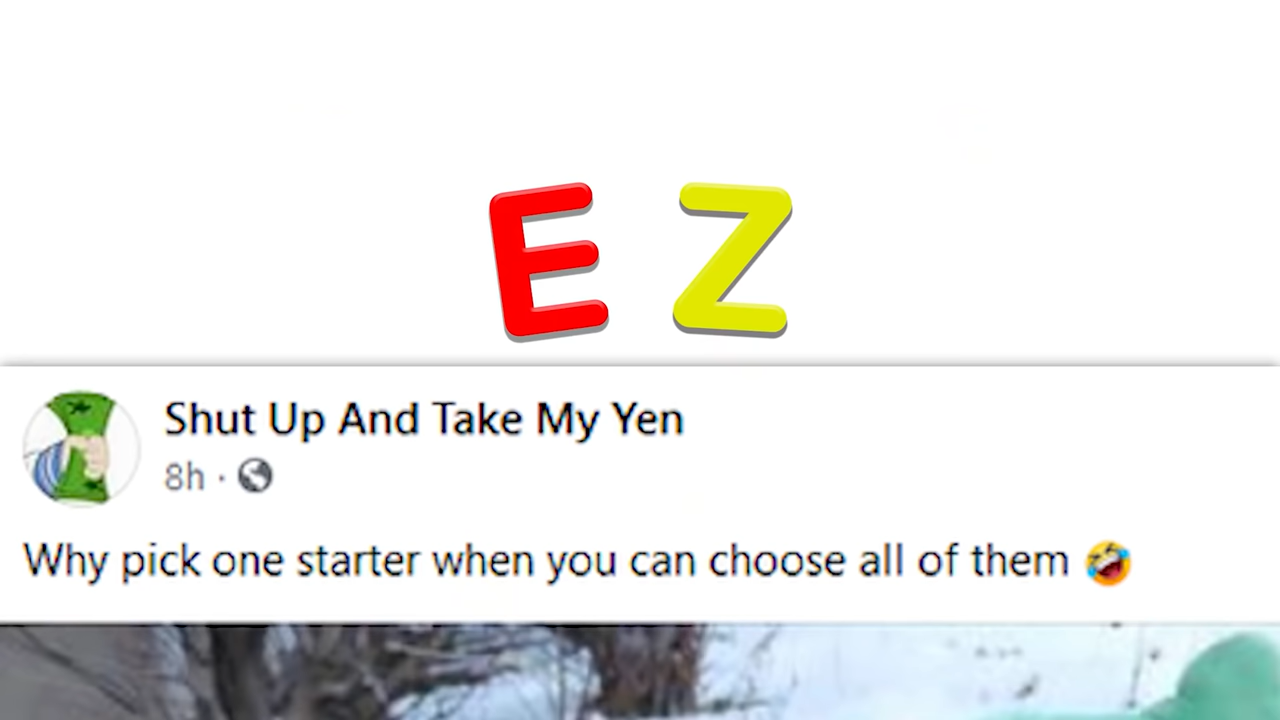 E Z
Shut Up And Take My Yen
8h ·
Why pick one starter when you can choose all of them 🤣